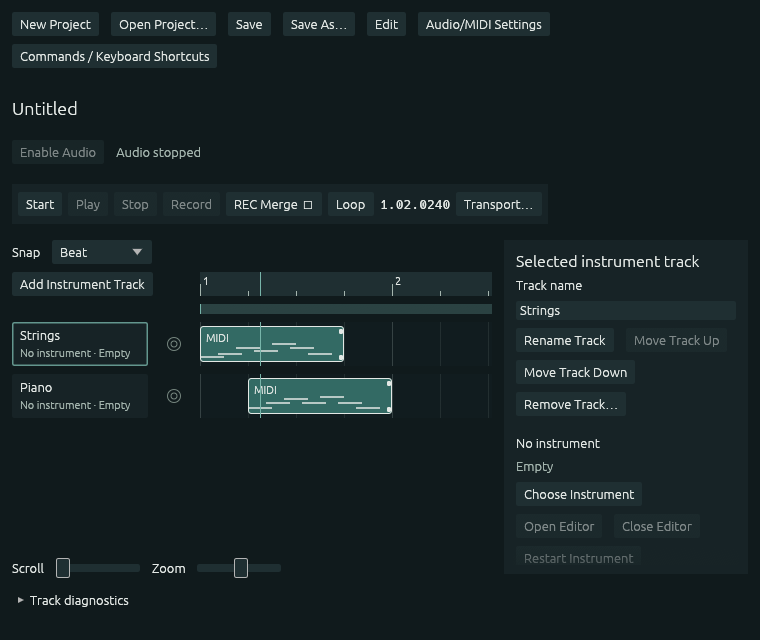 New Project Open Project... Save Save As... Edit Audio/MIDI Settings
Commands / Keyboard Shortcuts
Untitled
Enable Audio Audio stopped
Start Play Stop Record REC Merge Loop 1.02.0240 Transport...
Snap Beat
Add Instrument Track
1 2
Strings
No instrument · Empty
MIDI
Piano
No instrument · Empty
MIDI
Selected instrument track
Track name
Strings
Rename Track Move Track Up
Move Track Down
Remove Track...
No instrument
Empty
Choose Instrument
Open Editor Close Editor
Restart Instrument
Scroll Zoom
Track diagnostics